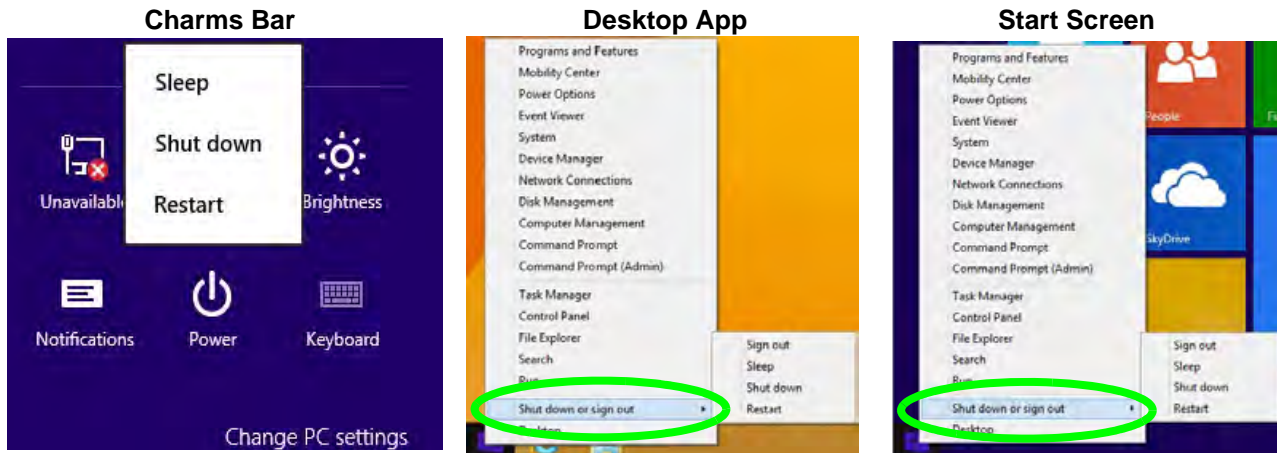 Charms Bar
Sleep
Shut down
Restart
Brightness
Notifications
Power
Keyboard
Change PC settings
Desktop App
Programs and Features
Mobility Center
Power Options
Event Viewer
System
Device Manager
Network Connections
Disk Management
Computer Management
Command Prompt
Command Prompt (Admin)
Task Manager
Control Panel
File Explorer
Search
Shut down or sign out
Desktop
Sign out
Sleep
Shut down
Restart
Start Screen
Programs and Features
Mobility Center
Power Options
Event Viewer
System
Device Manager
Network Connections
Disk Management
Computer Management
Command Prompt
Command Prompt (Admin)
Task Manager
Control Panel
File Explorer
Search
Shut down or sign out
Desktop
Sign out
Sleep
Shut down
Restart
People
SkyDrive